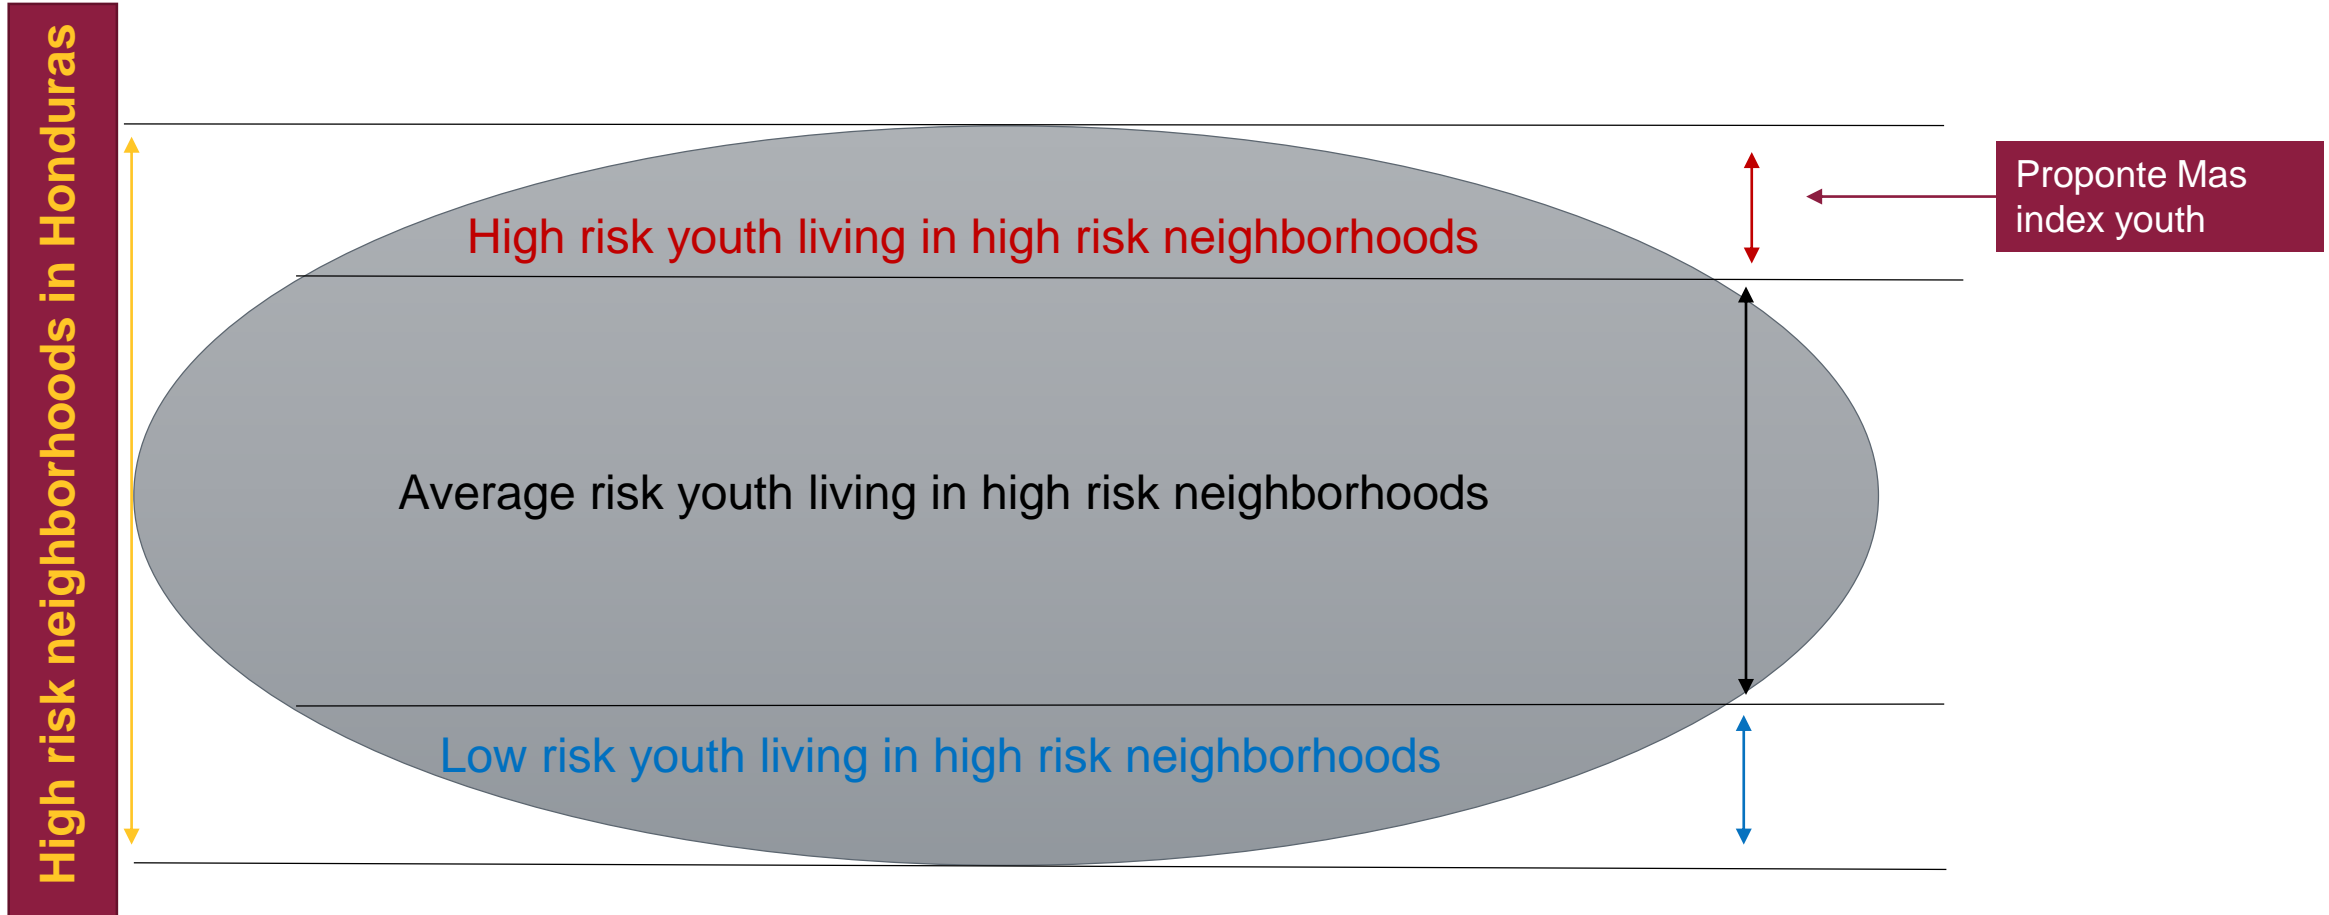 High risk neighborhoods in Honduras
High risk youth living in high risk neighborhoods
Proponte Mas
index youth
Average risk youth living in high risk neighborhoods
Low risk youth living in high risk neighborhoods